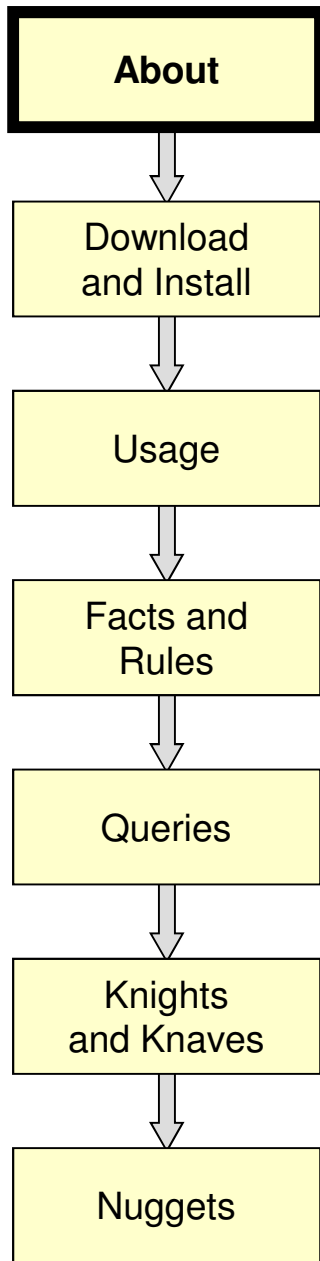 About
Download
and Install
Usage
Facts and
Rules
Queries
Knights
and Knaves
Nuggets